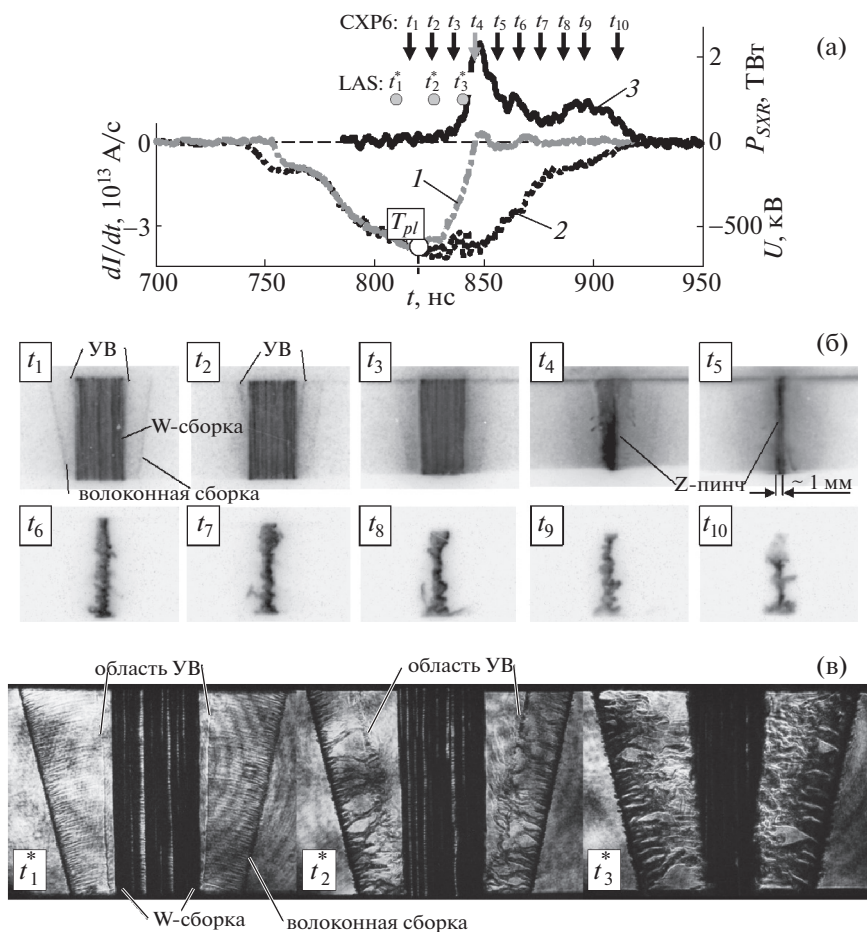 CXP6: t₁ t₂ t₃ t₄ t₅ t₆ t₇ t₈ t₉ t₁₀
(а)
LAS: t₁* t₂* t₃*
dI/dt, 10¹³ А/с
0
−3
2
0
−500
P_SXR, ТВт
U, кВ
1
2
3
T_pl
700 750 800 850 900 950
t, нс
(б)
t₁ УВ t₂ УВ t₃ t₄ t₅
W-сборка
волоконная сборка
Z-пинч
~ 1 мм
t₆ t₇ t₈ t₉ t₁₀
(в)
область УВ область УВ
t₁* t₂* t₃*
W-сборка волоконная сборка